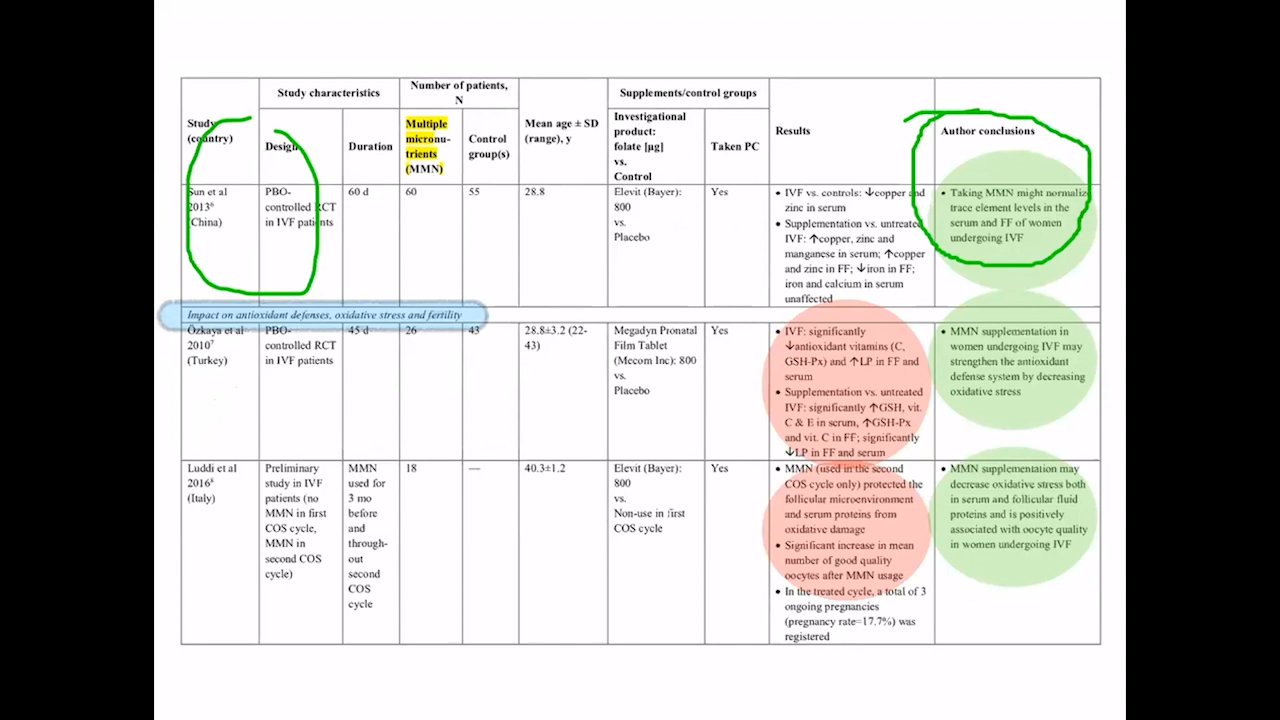 Study
(country)
Study characteristics
Design
Duration
Number of patients,
N
Multiple
micronu-
trients
(MMN)
Control
group(s)
Mean age ± SD
(range), y
Supplements/control groups
Investigational
product:
folate [µg]
vs.
Control
Taken PC
Results
Author conclusions
Sun et al
2013⁶
(China)
PBO-
controlled RCT
in IVF patients
60 d
60
55
28.8
Elevit (Bayer):
800
vs.
Placebo
Yes
• IVF vs. controls: ↓copper and
zinc in serum
• Supplementation vs. untreated
IVF: ↑copper, zinc and
manganese in serum; ↑copper
and zinc in FF; ↓iron in FF;
iron and calcium in serum
unaffected
• Taking MMN might normalize
trace element levels in the
serum and FF of women
undergoing IVF
Impact on antioxidant defenses, oxidative stress and fertility
Özkaya et al
2010⁷
(Turkey)
PBO-
controlled RCT
in IVF patients
45 d
26
43
28.8±3.2 (22-
43)
Megadyn Pronatal
Film Tablet
(Mecom Inc): 800
vs.
Placebo
Yes
• IVF: significantly
↓antioxidant vitamins (C,
GSH-Px) and ↑LP in FF and
serum
• Supplementation vs. untreated
IVF: significantly ↑GSH, vit.
C & E in serum, ↑GSH-Px
and vit. C in FF; significantly
↓LP in FF and serum
• MMN supplementation in
women undergoing IVF may
strengthen the antioxidant
defense system by decreasing
oxidative stress
Luddi et al
2016⁸
(Italy)
Preliminary
study in IVF
patients (no
MMN in first
COS cycle,
MMN in
second COS
cycle)
MMN
used for
3 mo
before
and
through-
out
second
COS
cycle
18
—
40.3±1.2
Elevit (Bayer):
800
vs.
Non-use in first
COS cycle
Yes
• MMN (used in the second
COS cycle only) protected the
follicular microenvironment
and serum proteins from
oxidative damage
• Significant increase in mean
number of good quality
oocytes after MMN usage
• In the treated cycle, a total of 3
ongoing pregnancies
(pregnancy rate=17.7%) was
registered
• MMN supplementation may
decrease oxidative stress both
in serum and follicular fluid
proteins and is positively
associated with oocyte quality
in women undergoing IVF